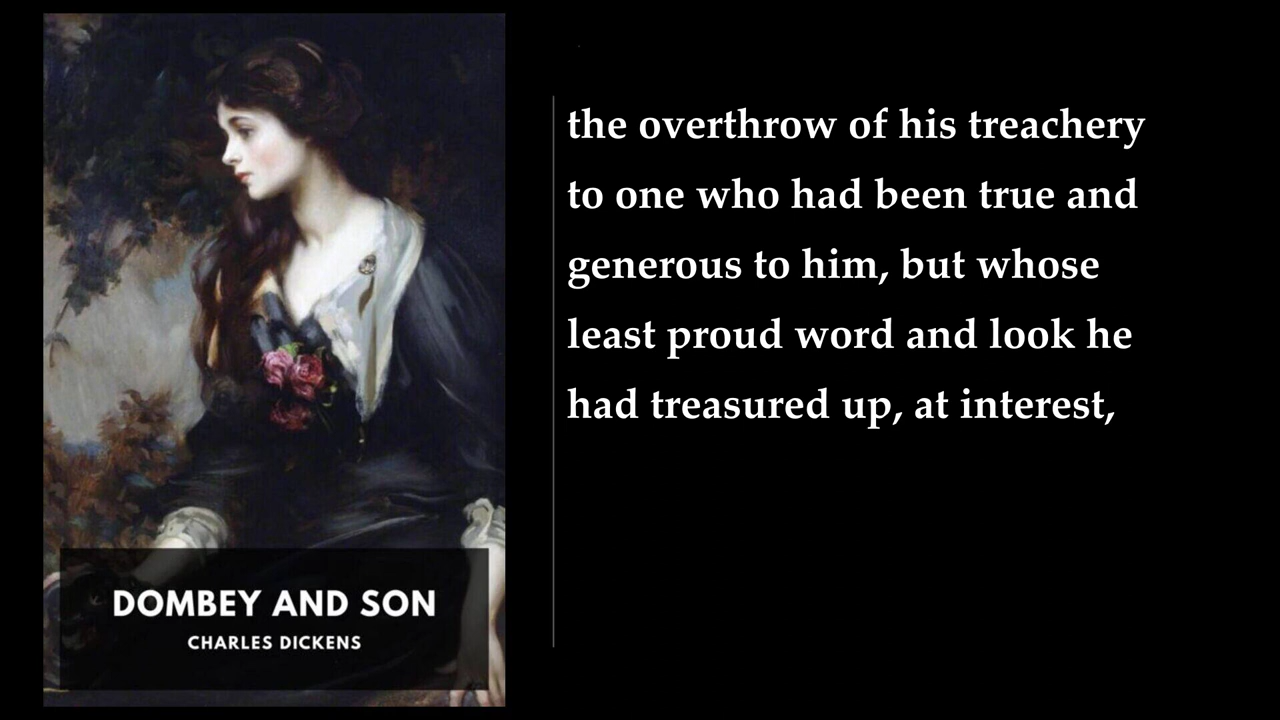 DOMBEY AND SON
CHARLES DICKENS
the overthrow of his treachery
to one who had been true and
generous to him, but whose
least proud word and look he
had treasured up, at interest,